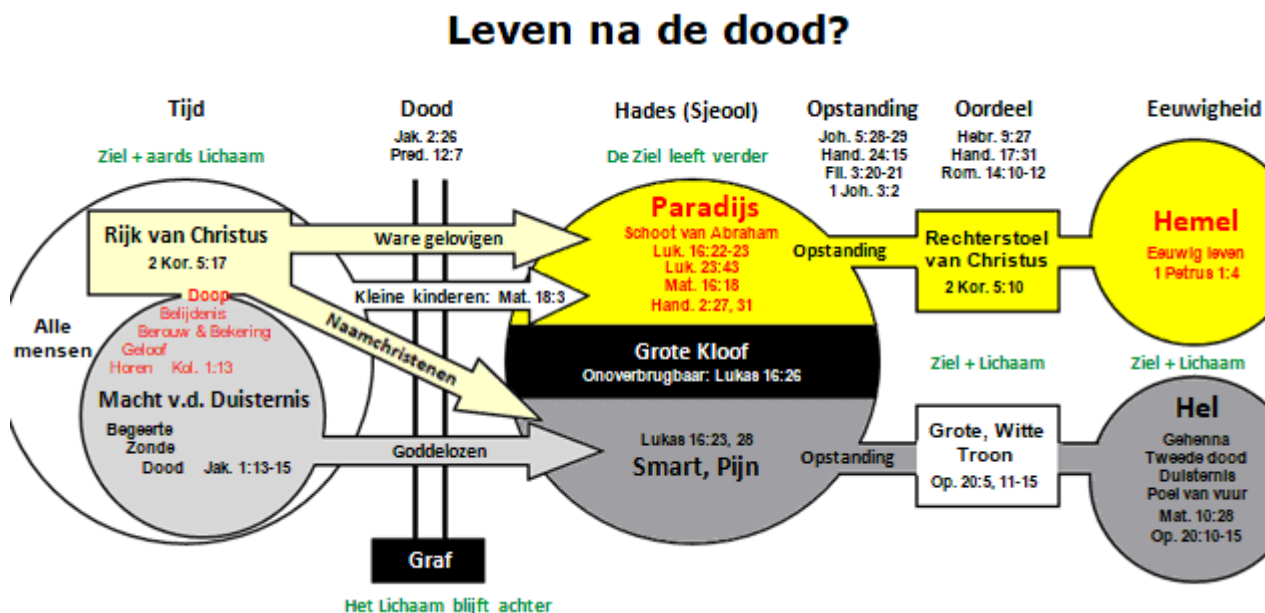 Leven na de dood?
Tijd
Ziel + aards Lichaam
Dood
Jak. 2:26
Pred. 12:7
Hades (Sjeool)
De Ziel leeft verder
Opstanding
Joh. 5:28-29
Hand. 24:15
Fil. 3:20-21
1 Joh. 3:2
Oordeel
Hebr. 9:27
Hand. 17:31
Rom. 14:10-12
Eeuwigheid
Alle
mensen
Rijk van Christus
2 Kor. 5:17
Doop
Belijdenis
Berouw & Bekering
Geloof
Horen Kol. 1:13
Macht v.d. Duisternis
Begeerte
Zonde
Dood Jak. 1:13-15
Ware gelovigen
Kleine kinderen: Mat. 18:3
Naamchristenen
Goddelozen
Graf
Het Lichaam blijft achter
Paradijs
Schoot van Abraham
Luk. 16:22-23
Luk. 23:43
Mat. 16:18
Hand. 2:27, 31
Grote Kloof
Onoverbrugbaar: Lukas 16:26
Lukas 16:23, 28
Smart, Pijn
Opstanding
Rechterstoel
van Christus
2 Kor. 5:10
Ziel + Lichaam
Opstanding
Grote, Witte
Troon
Op. 20:5, 11-15
Hemel
Eeuwig leven
1 Petrus 1:4
Ziel + Lichaam
Hel
Gehenna
Tweede dood
Duisternis
Poel van vuur
Mat. 10:28
Op. 20:10-15